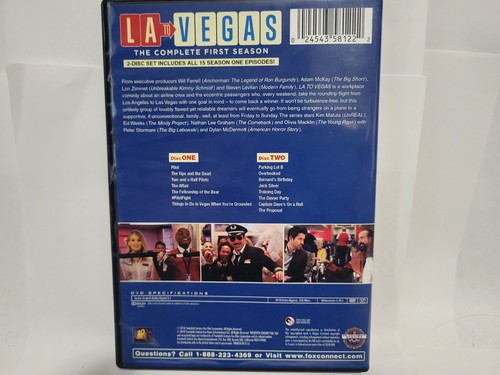 LA TO VEGAS
THE COMPLETE FIRST SEASON
2-DISC SET INCLUDES ALL 15 SEASON ONE EPISODES!
0 24543 58122 2
From executive producers Will Ferrell (Anchorman: The Legend of Ron Burgundy), Adam McKay (The Big Short),
Lon Zimmet (Unbreakable Kimmy Schmidt) and Steven Levitan (Modern Family), LA TO VEGAS is a workplace
comedy about an airline crew and the eccentric passengers who, every weekend, take the roundtrip flight from
Los Angeles to Las Vegas with one goal in mind – to come back a winner. It won't be turbulence-free, but this
unlikely group of loosely tweed yet reliable dreamers will eventually go from being strangers on a plane to a
supportive, if unconventional, family...well, at least from Friday to Sunday. The series stars Kim Matula (UnREAL),
Ed Weeks (The Mindy Project), Nathan Lee Graham (The Comeback) and Olivia Macklin (The Young Pope) with
Peter Stormare (The Big Lebowski) and Dylan McDermott (American Horror Story).
Disc ONE
Pilot
The Yips and the Dead
Two and a Half Pilots
The Affair
The Fellowship of the Bear
#PilotFight
Things to Do in Vegas When You're Grounded
Disc TWO
Parking Lot B
Overbooked
Bernard's Birthday
Jack Silver
Training Day
The Dinner Party
Captain Dave's On a Roll
The Proposal
DVD SPECIFICATIONS
Questions? Call 1-888-223-4369 or Visit www.foxconnect.com